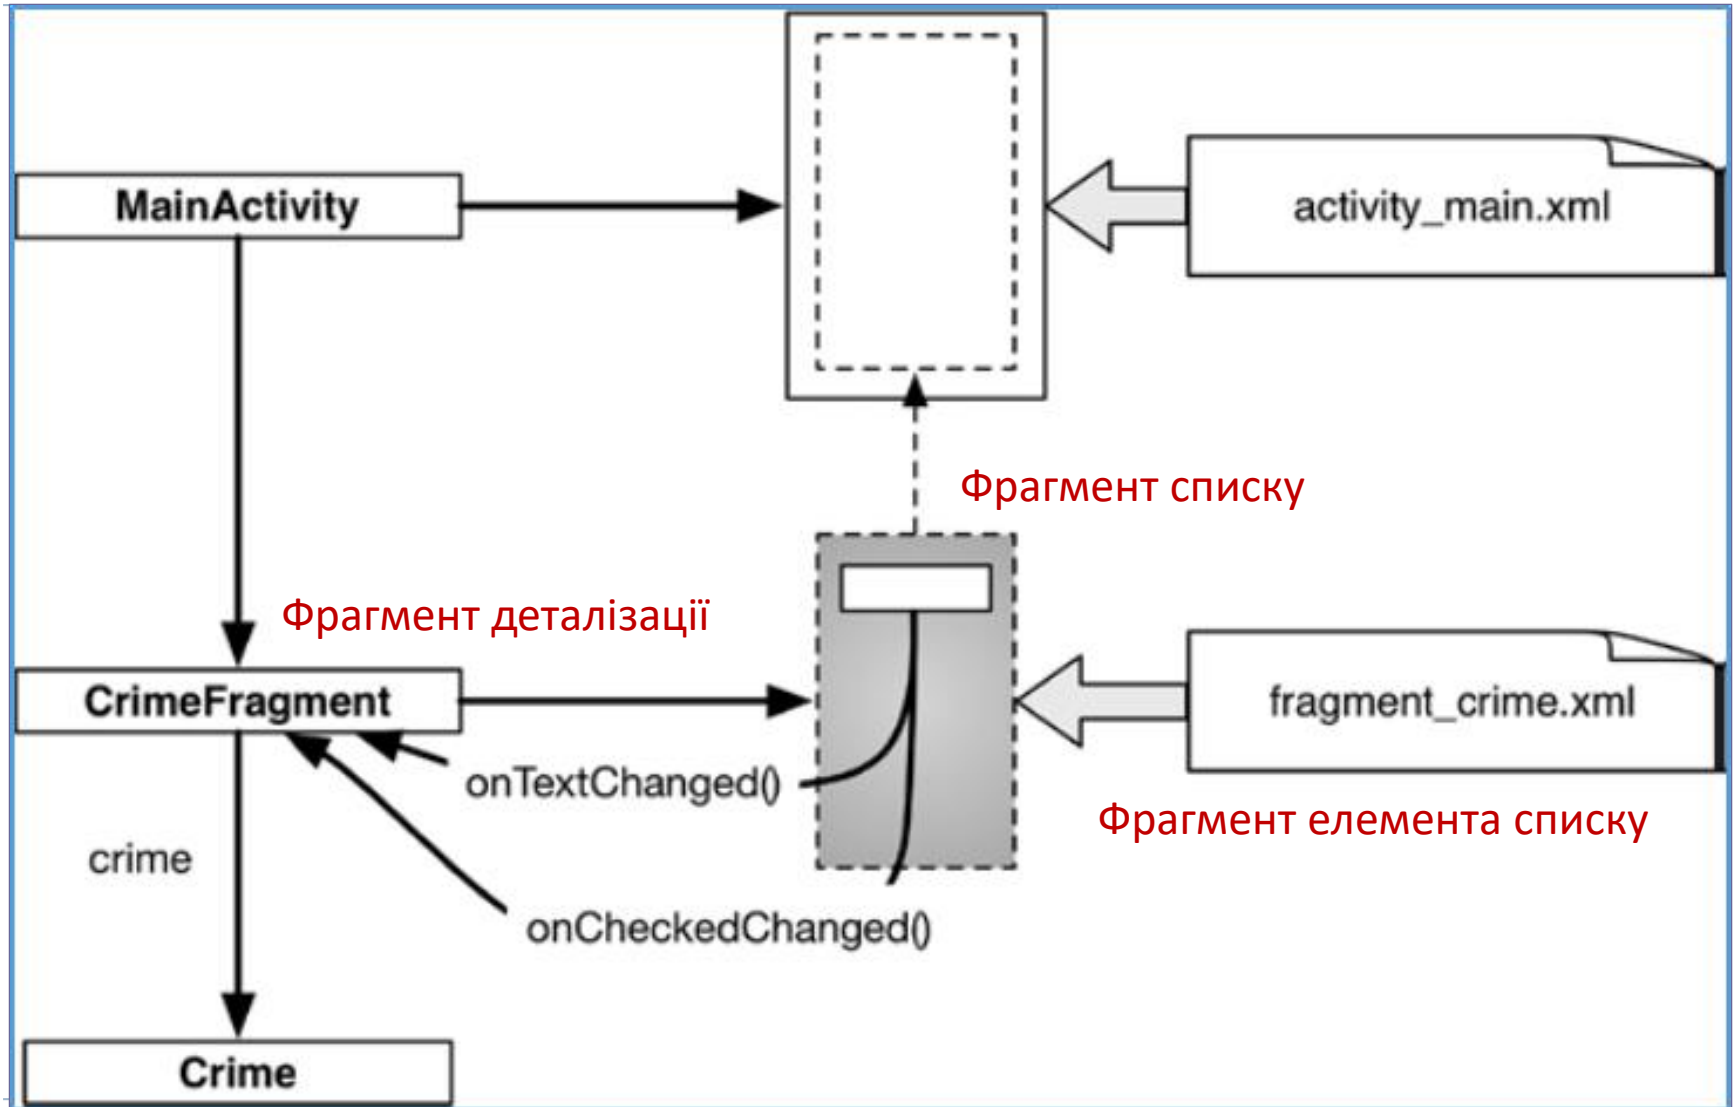 MainActivity
activity_main.xml
Фрагмент списку
Фрагмент деталізації
CrimeFragment
fragment_crime.xml
onTextChanged()
Фрагмент елемента списку
crime
onCheckedChanged()
Crime